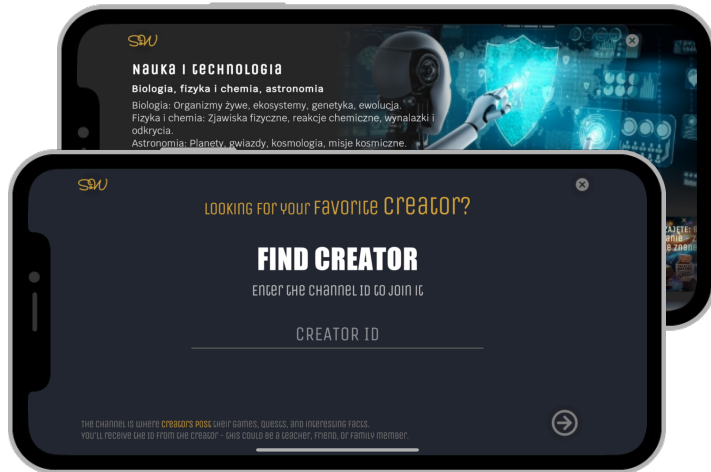 SW
Nauka i technologia
Biologia, fizyka i chemia, astronomia
Biologia: Organizmy żywe, ekosystemy, genetyka, ewolucja.
Fizyka i chemia: Zjawiska fizyczne, reakcje chemiczne, wynalazki i
odkrycia.
Astronomia: Planety, gwiazdy, kosmologia, misje kosmiczne.
SW
Looking for your favorite Creator?
FIND CREATOR
Enter the channel ID to join it
CREATOR ID
The channel is where creators post their games, quests, and interesting facts.
You'll receive the ID from the creator - this could be a teacher, friend, or family member.